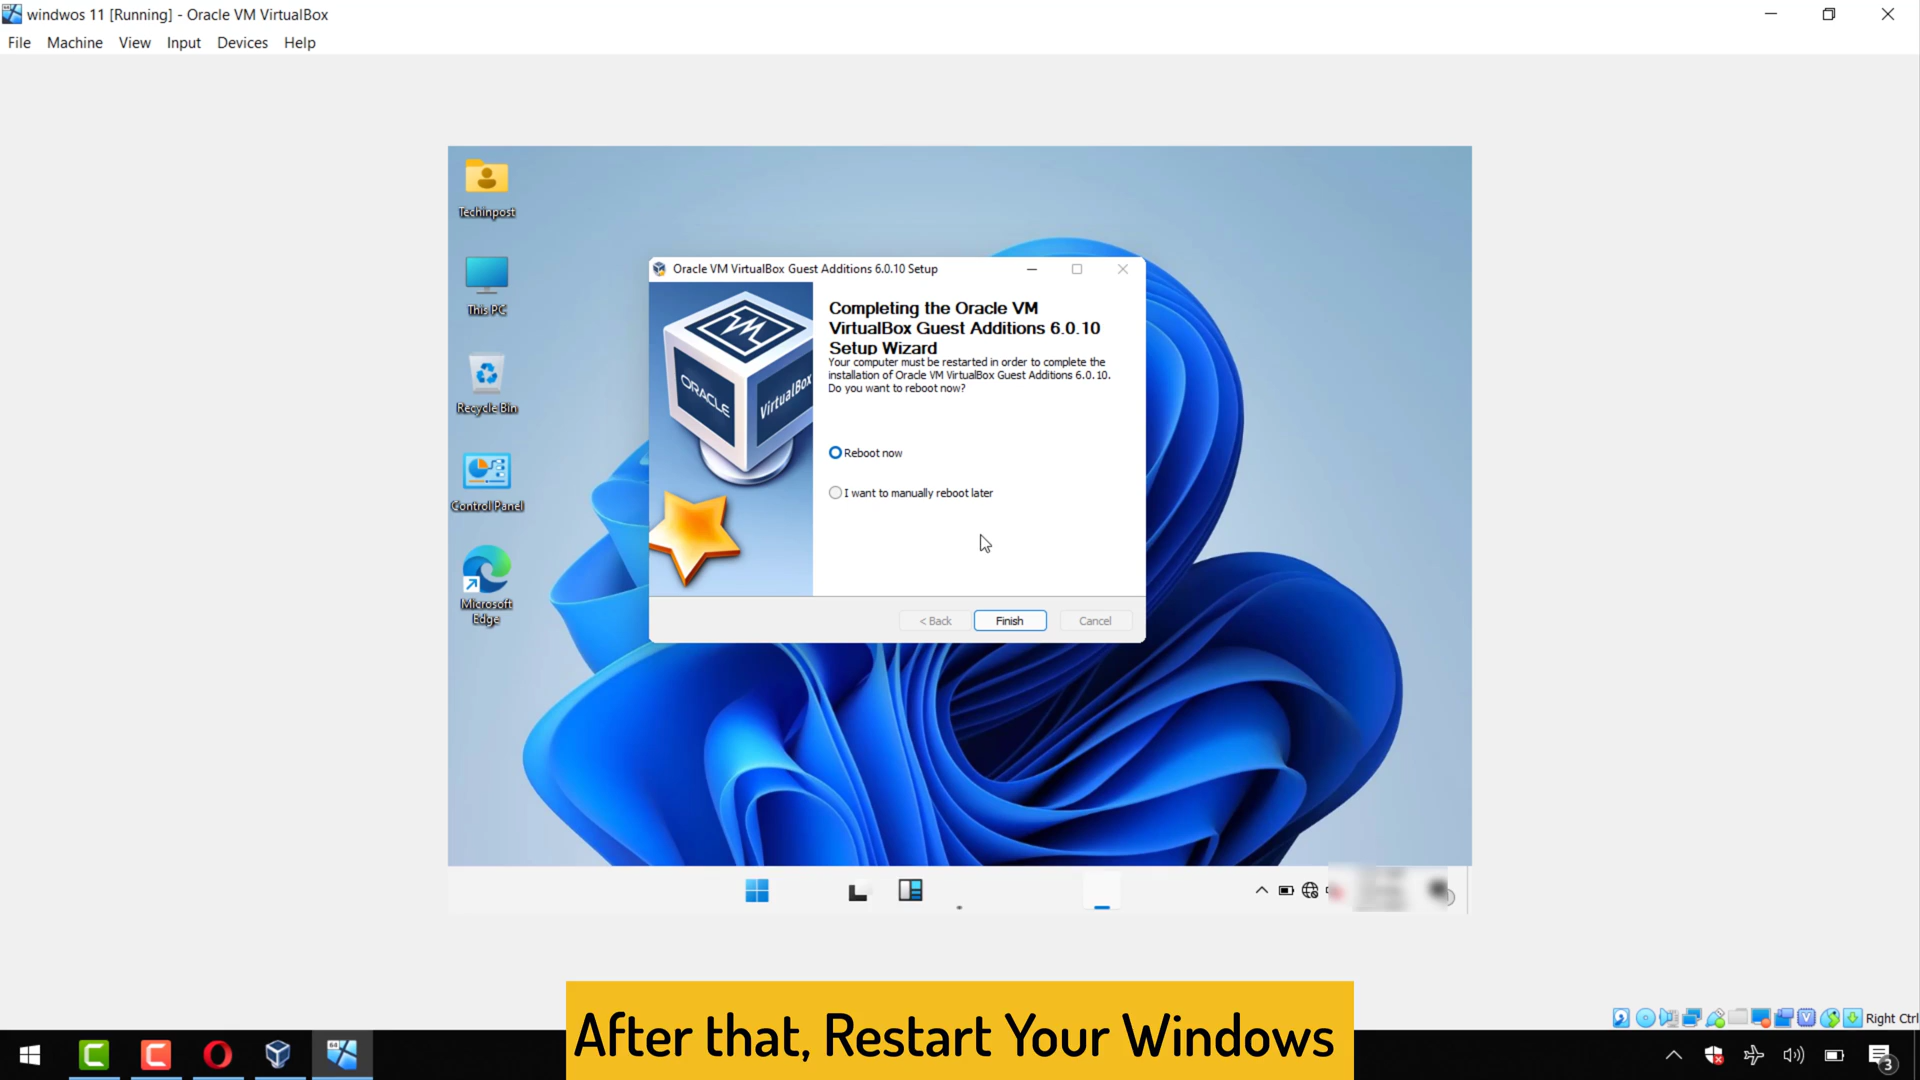 windwos 11 [Running] - Oracle VM VirtualBox
File Machine View Input Devices Help
Techinpost
This PC
Recycle Bin
Control Panel
Microsoft
Edge
Oracle VM VirtualBox Guest Additions 6.0.10 Setup
ORACLE
VirtualBox
Completing the Oracle VM
VirtualBox Guest Additions 6.0.10
Setup Wizard
Your computer must be restarted in order to complete the
installation of Oracle VM VirtualBox Guest Additions 6.0.10.
Do you want to reboot now?
Reboot now
I want to manually reboot later
< Back Finish Cancel
Right Ctrl
After that, Restart Your Windows
64
3